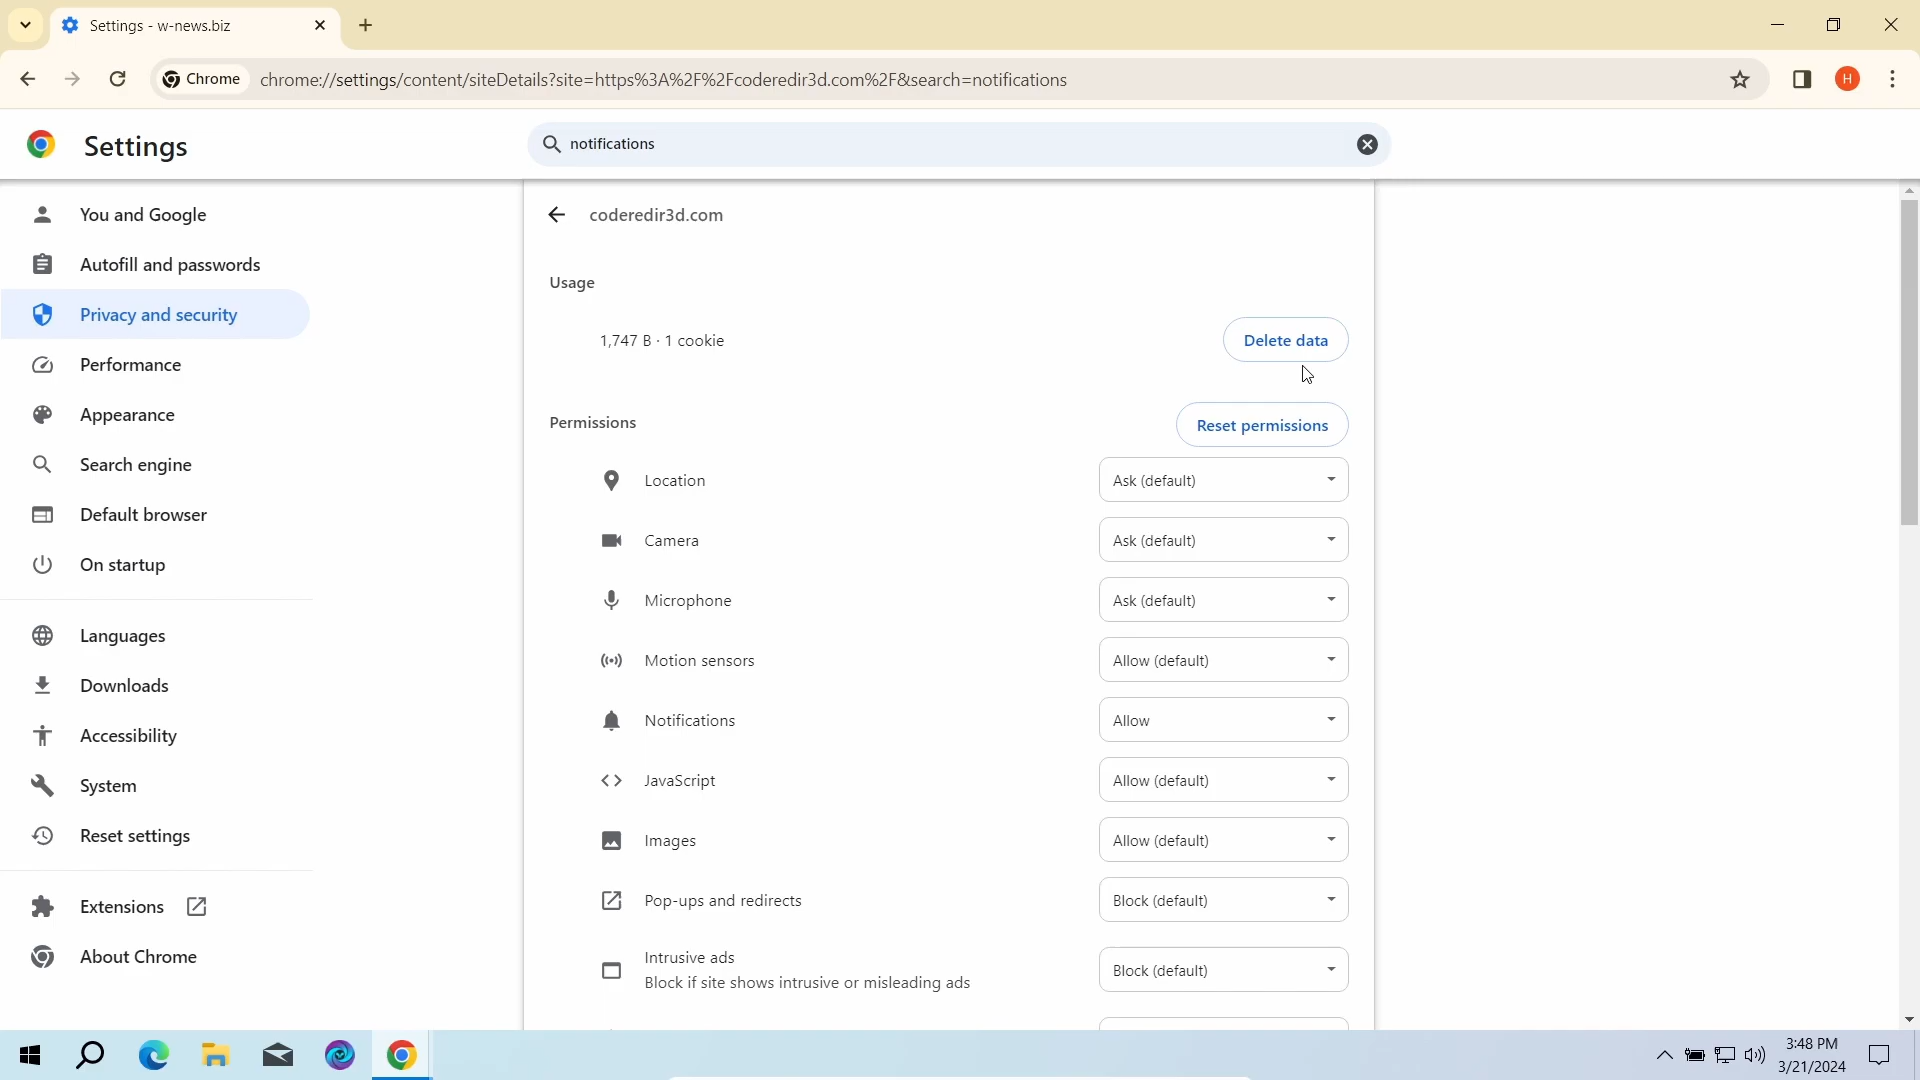 Settings - w-news.biz
Chrome
chrome://settings/content/siteDetails?site=https%3A%2F%2Fcoderedir3d.com%2F&search=notifications
H
Settings
notifications
You and Google
Autofill and passwords
Privacy and security
Performance
Appearance
Search engine
Default browser
On startup
Languages
Downloads
Accessibility
System
Reset settings
Extensions
About Chrome
coderedir3d.com
Usage
1,747 B · 1 cookie
Delete data
Permissions
Reset permissions
Location
Ask (default)
Camera
Ask (default)
Microphone
Ask (default)
Motion sensors
Allow (default)
Notifications
Allow
JavaScript
Allow (default)
Images
Allow (default)
Pop-ups and redirects
Block (default)
Intrusive ads
Block if site shows intrusive or misleading ads
Block (default)
3:48 PM
3/21/2024